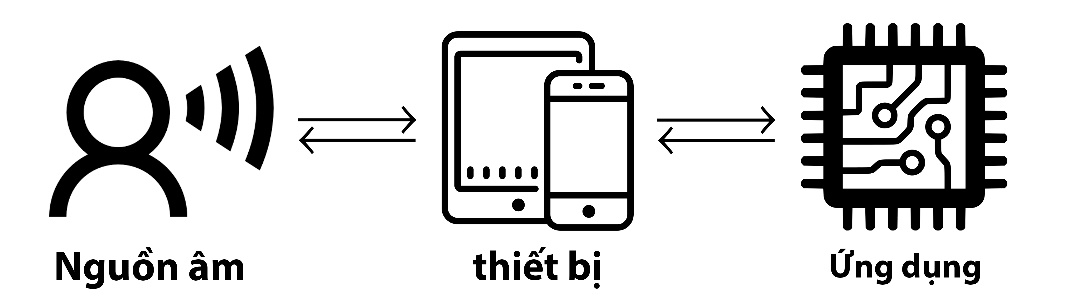 Nguồn âm
thiết bị
Ứng dụng